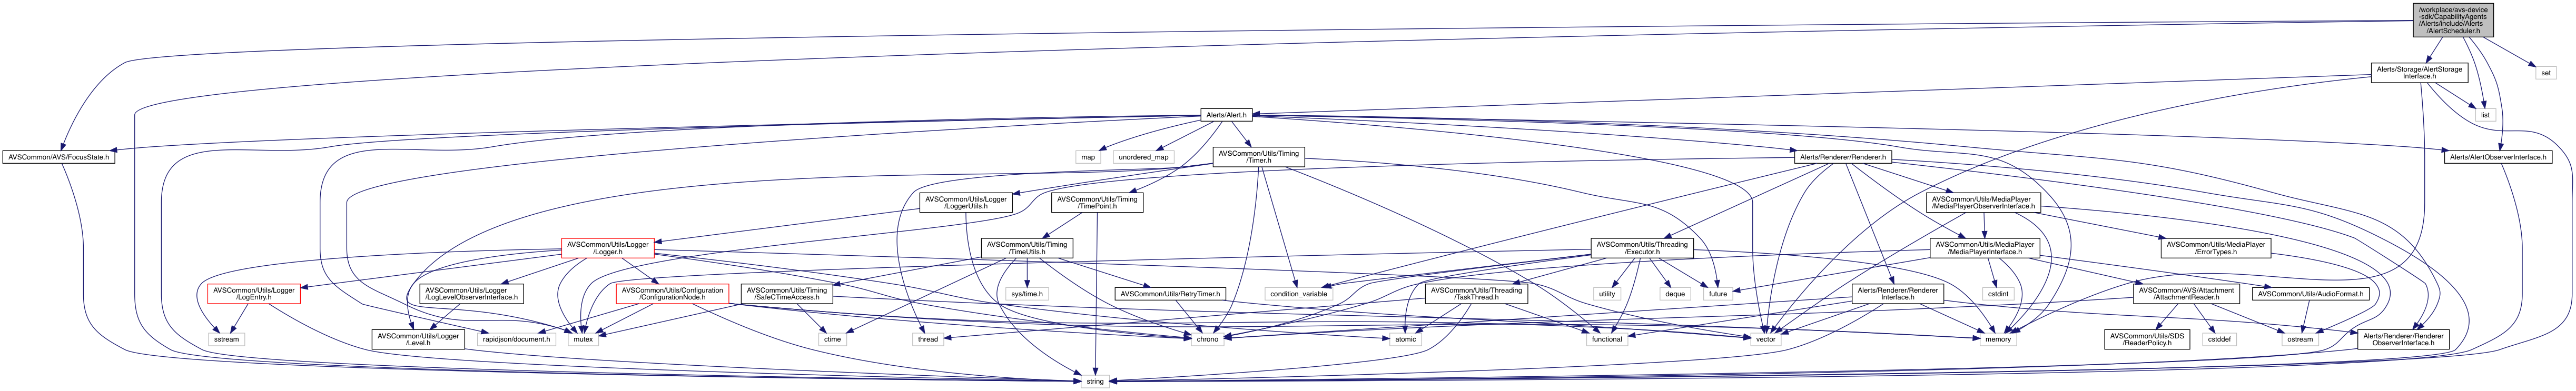 /workplace/avs-device
-sdk/CapabilityAgents
/Alerts/include/Alerts
/AlertScheduler.h
Alerts/Storage/AlertStorage
Interface.h
set
Alerts/Alert.h
list
AVSCommon/AVS/FocusState.h
map
unordered_map
AVSCommon/Utils/Timing
/Timer.h
Alerts/Renderer/Renderer.h
Alerts/AlertObserverInterface.h
AVSCommon/Utils/Logger
/LoggerUtils.h
AVSCommon/Utils/Timing
/TimePoint.h
AVSCommon/Utils/MediaPlayer
/MediaPlayerObserverInterface.h
AVSCommon/Utils/Logger
/Logger.h
AVSCommon/Utils/Timing
/TimeUtils.h
AVSCommon/Utils/Threading
/Executor.h
AVSCommon/Utils/MediaPlayer
/MediaPlayerInterface.h
AVSCommon/Utils/MediaPlayer
/ErrorTypes.h
AVSCommon/Utils/Logger
/LogEntry.h
AVSCommon/Utils/Logger
/LogLevelObserverInterface.h
AVSCommon/Utils/Configuration
/ConfigurationNode.h
AVSCommon/Utils/Timing
/SafeCTimeAccess.h
sys/time.h
AVSCommon/Utils/RetryTimer.h
condition_variable
AVSCommon/Utils/Threading
/TaskThread.h
utility
deque
future
Alerts/Renderer/Renderer
Interface.h
cstdint
AVSCommon/AVS/Attachment
/AttachmentReader.h
AVSCommon/Utils/AudioFormat.h
sstream
AVSCommon/Utils/Logger
/Level.h
rapidjson/document.h
mutex
ctime
thread
chrono
atomic
functional
vector
memory
AVSCommon/Utils/SDS
/ReaderPolicy.h
cstddef
ostream
Alerts/Renderer/Renderer
ObserverInterface.h
string